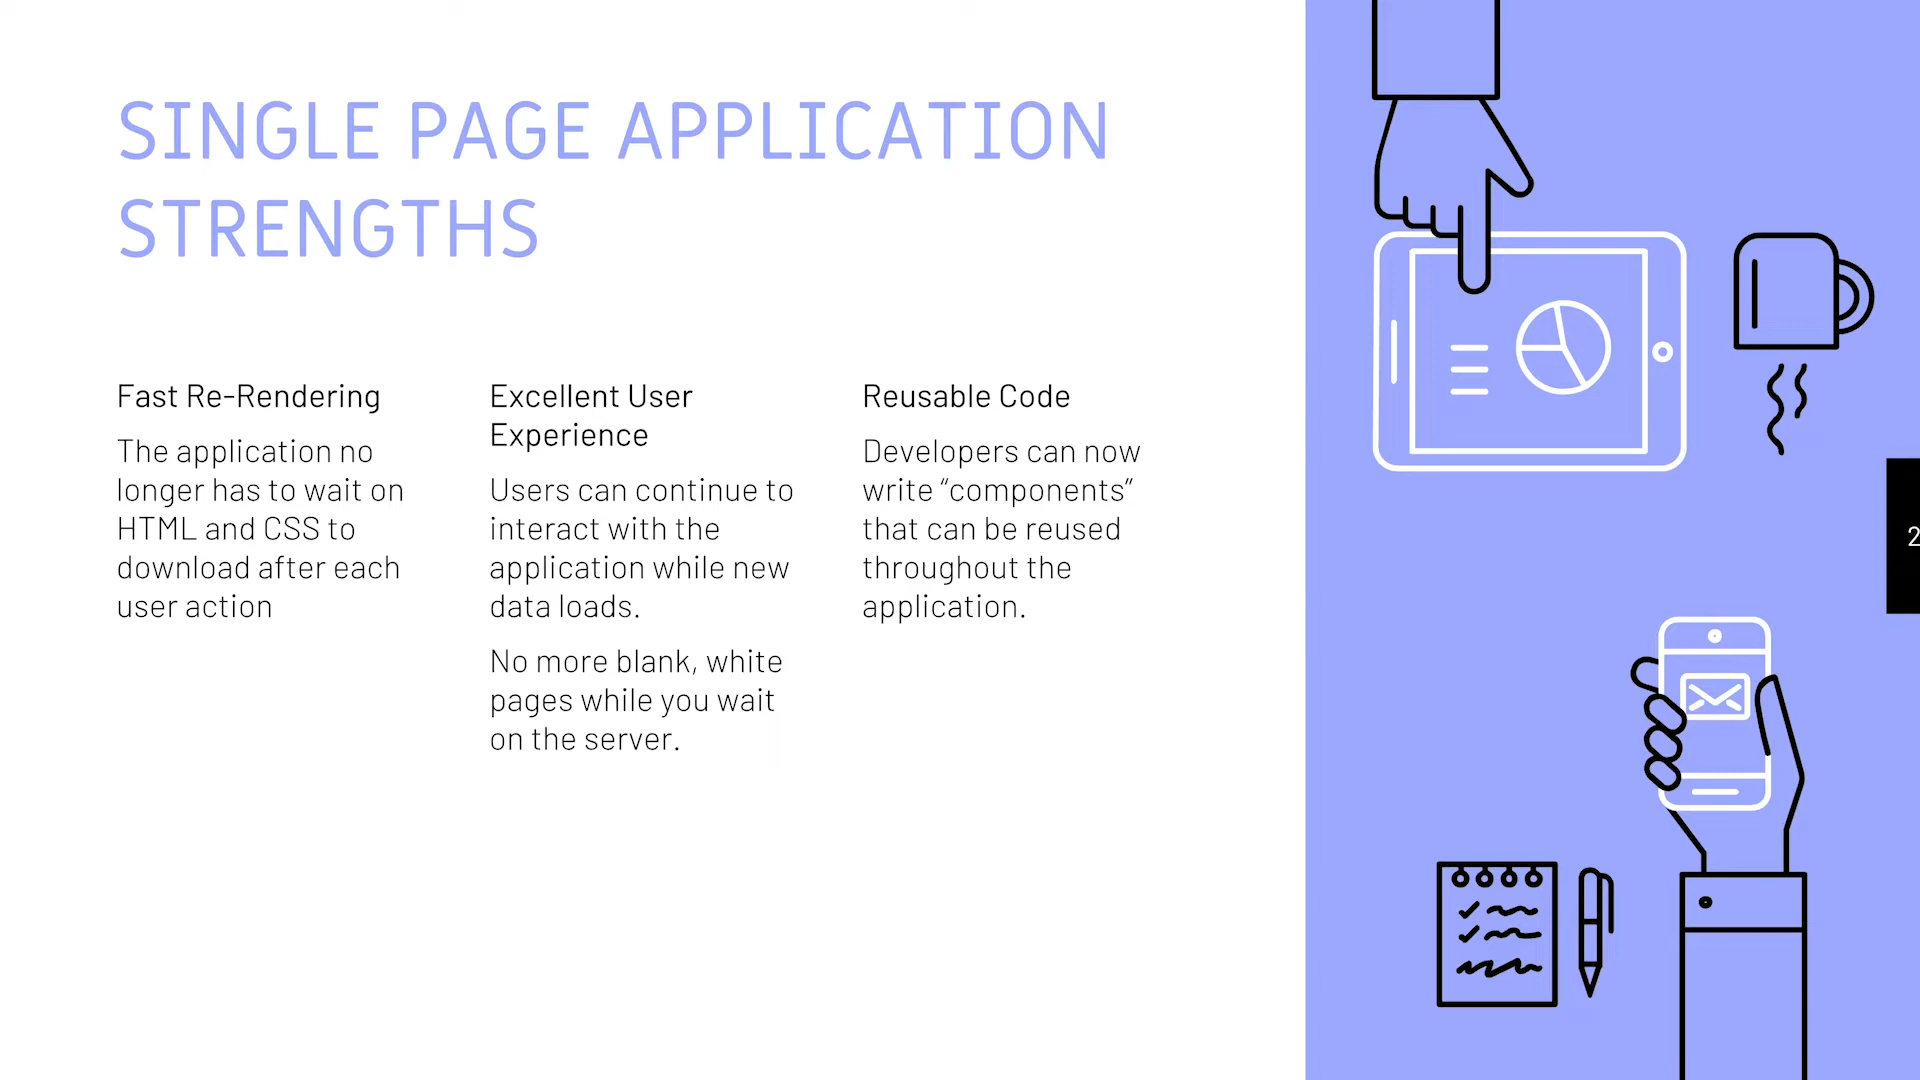 SINGLE PAGE APPLICATION
STRENGTHS
Fast Re-Rendering
The application no
longer has to wait on
HTML and CSS to
download after each
user action
Excellent User
Experience
Users can continue to
interact with the
application while new
data loads.
No more blank, white
pages while you wait
on the server.
Reusable Code
Developers can now
write “components”
that can be reused
throughout the
application.
2